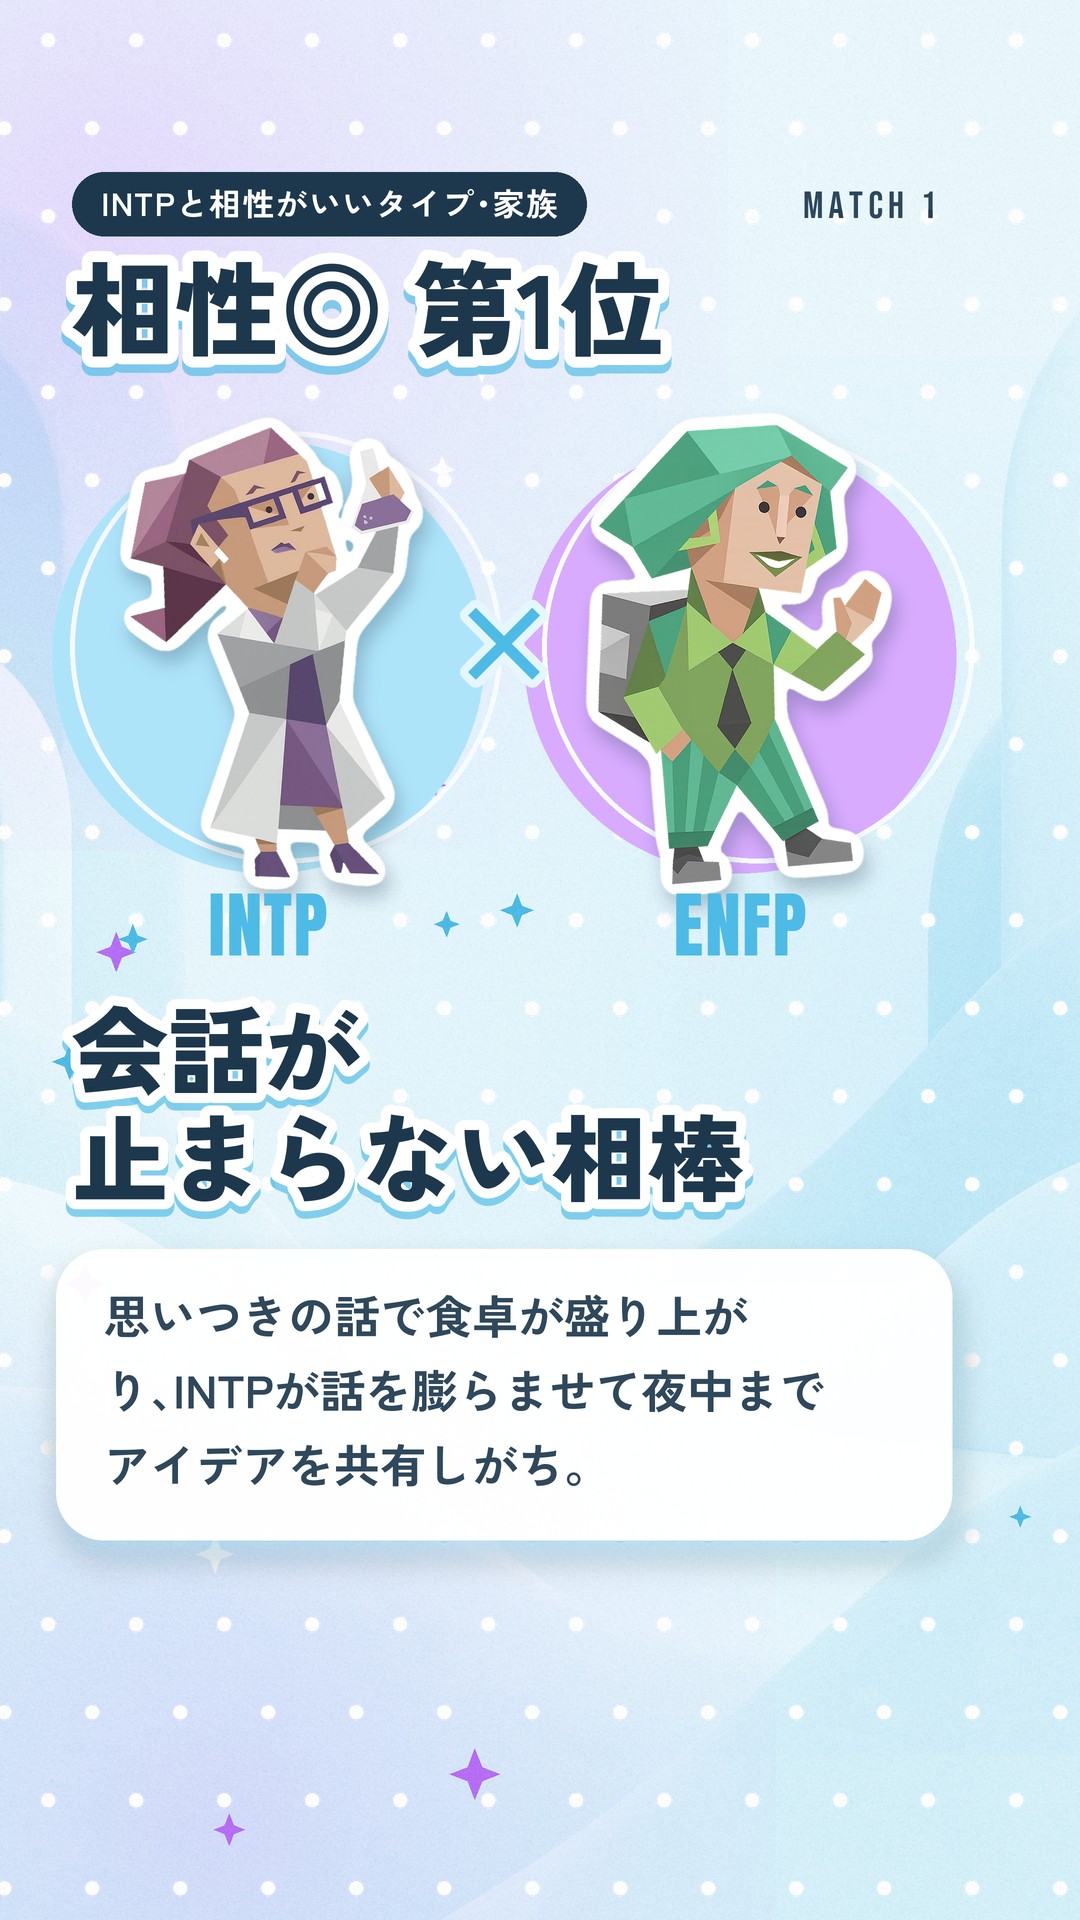 INTPと相性がいいタイプ・家族
MATCH 1
相性◎ 第1位
INTP
ENFP
会話が
止まらない相棒
思いつきの話で食卓が盛り上が
り、INTPが話を膨らませて夜中まで
アイデアを共有しがち。